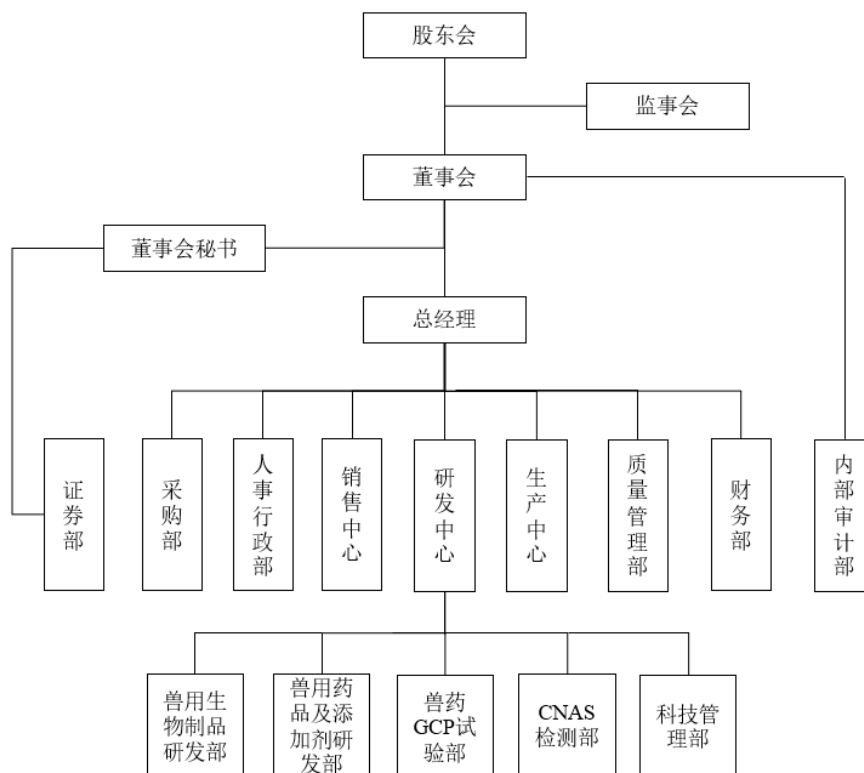 股东会
监事会
董事会
董事会秘书
总经理
证券部
采购部
人事行政部
销售中心
研发中心
生产中心
质量管理部
财务部
内部审计部
兽用生
物制品
研发部
兽用药
品及添
加剂研
发部
兽药
GCP试
验部
CNAS
检测部
科技管
理部